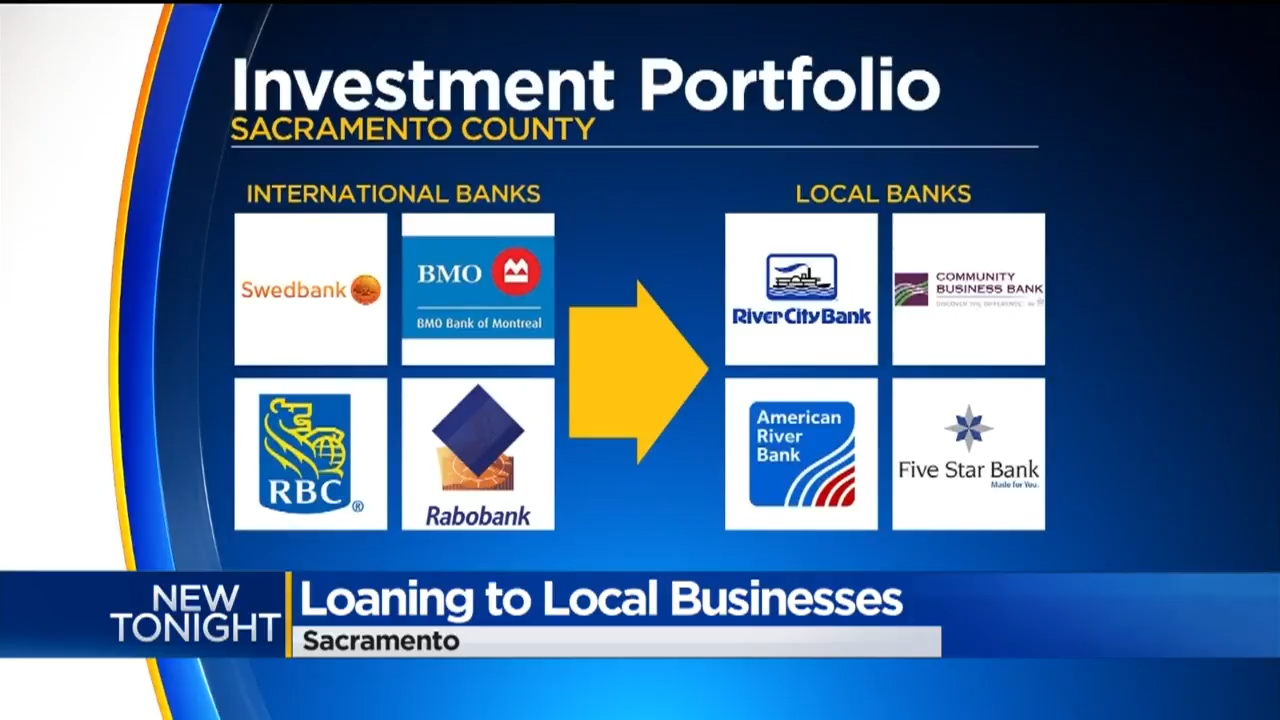 Investment Portfolio
SACRAMENTO COUNTY
INTERNATIONAL BANKS
LOCAL BANKS
Swedbank
BMO
BMO Bank of Montreal
RBC
®
Rabobank
River City Bank
COMMUNITY
BUSINESS BANK
American
River
Bank
Five Star Bank
Made for You.
NEW
TONIGHT
Loaning to Local Businesses
Sacramento